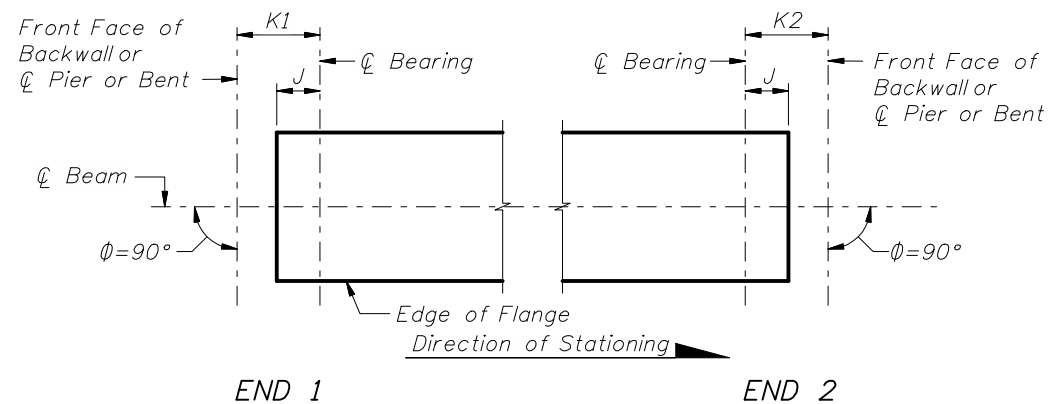 K1
K2
Front Face of
Backwall or
℄ Pier or Bent
℄ Bearing
℄ Bearing
Front Face of
Backwall or
℄ Pier or Bent
J
J
℄ Beam
ϕ=90°
ϕ=90°
Edge of Flange
Direction of Stationing
END 1
END 2